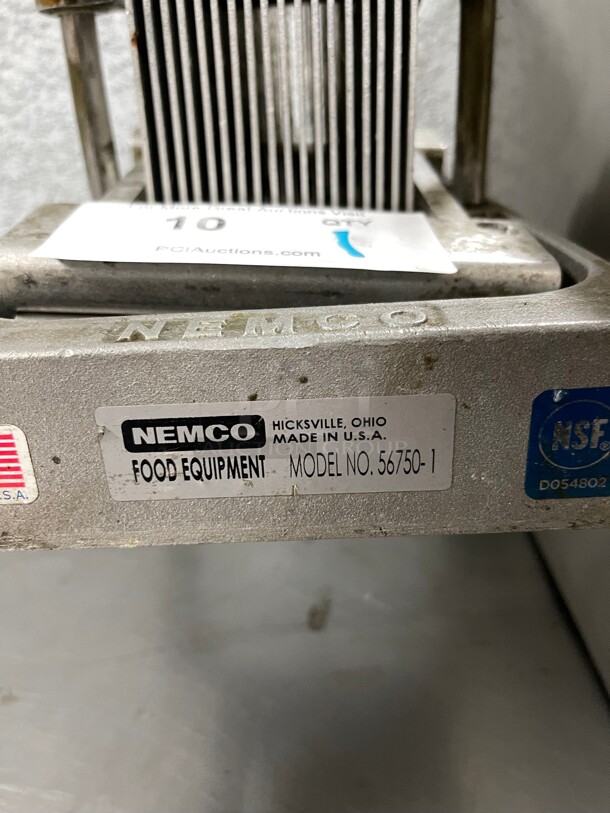 10 QTY
1
PCIAuctions.com
NEMCO
NEMCO HICKSVILLE, OHIO
MADE IN U.S.A.
FOOD EQUIPMENT MODEL NO. 56750-1
S.A.
NSF®
D054802